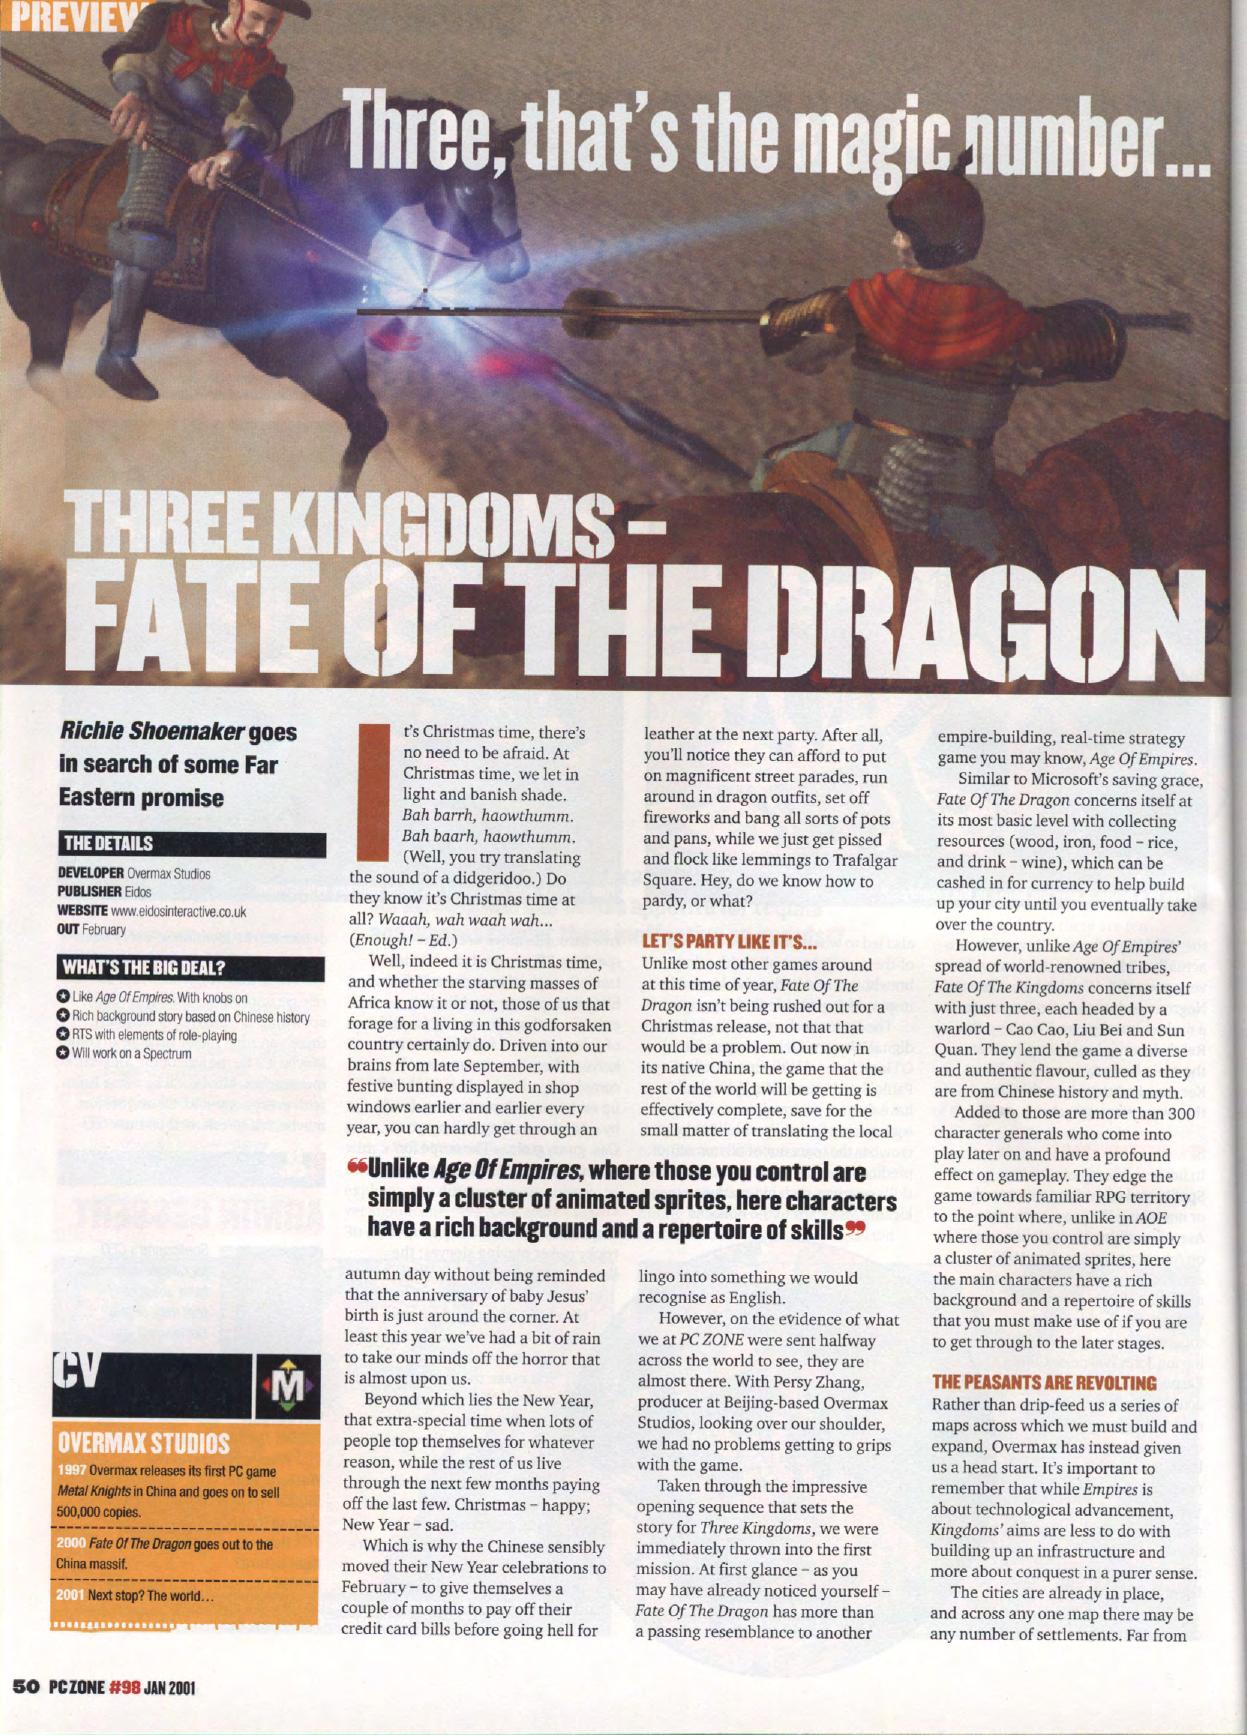 PREVIEW
Three, that's the magic number...
THREE KINGDOMS –
FATE OF THE DRAGON
Richie Shoemaker goes
in search of some Far
Eastern promise
THE DETAILS
DEVELOPER Overmax Studios
PUBLISHER Eidos
WEBSITE www.eidosinteractive.co.uk
OUT February
WHAT'S THE BIG DEAL?
Like Age Of Empires. With knobs on
Rich background story based on Chinese history
RTS with elements of role-playing
Will work on a Spectrum
CV
M
OVERMAX STUDIOS
1997 Overmax releases its first PC game
Metal Knights in China and goes on to sell
500,000 copies.
2000 Fate Of The Dragon goes out to the
China massif.
2001 Next stop? The world...
It's Christmas time, there's
no need to be afraid. At
Christmas time, we let in
light and banish shade.
Bah barrh, haowthumm.
Bah baarh, haowthumm.
(Well, you try translating
the sound of a didgeridoo.) Do
they know it's Christmas time at
all? Waaah, wah waah wah...
(Enough! – Ed.)
Well, indeed it is Christmas time,
and whether the starving masses of
Africa know it or not, those of us that
forage for a living in this godforsaken
country certainly do. Driven into our
brains from late September, with
festive bunting displayed in shop
windows earlier and earlier every
year, you can hardly get through an
autumn day without being reminded
that the anniversary of baby Jesus'
birth is just around the corner. At
least this year we've had a bit of rain
to take our minds off the horror that
is almost upon us.
Beyond which lies the New Year,
that extra-special time when lots of
people top themselves for whatever
reason, while the rest of us live
through the next few months paying
off the last few. Christmas – happy;
New Year – sad.
Which is why the Chinese sensibly
moved their New Year celebrations to
February – to give themselves a
couple of months to pay off their
credit card bills before going hell for
leather at the next party. After all,
you'll notice they can afford to put
on magnificent street parades, run
around in dragon outfits, set off
fireworks and bang all sorts of pots
and pans, while we just get pissed
and flock like lemmings to Trafalgar
Square. Hey, do we know how to
pardy, or what?
LET'S PARTY LIKE IT'S...
Unlike most other games around
at this time of year, Fate Of The
Dragon isn't being rushed out for a
Christmas release, not that that
would be a problem. Out now in
its native China, the game that the
rest of the world will be getting is
effectively complete, save for the
small matter of translating the local
“Unlike Age Of Empires, where those you control are
simply a cluster of animated sprites, here characters
have a rich background and a repertoire of skills”
lingo into something we would
recognise as English.
However, on the evidence of what
we at PC ZONE were sent halfway
across the world to see, they are
almost there. With Persy Zhang,
producer at Beijing-based Overmax
Studios, looking over our shoulder,
we had no problems getting to grips
with the game.
Taken through the impressive
opening sequence that sets the
story for Three Kingdoms, we were
immediately thrown into the first
mission. At first glance – as you
may have already noticed yourself –
Fate Of The Dragon has more than
a passing resemblance to another
empire-building, real-time strategy
game you may know, Age Of Empires.
Similar to Microsoft's saving grace,
Fate Of The Dragon concerns itself at
its most basic level with collecting
resources (wood, iron, food – rice,
and drink – wine), which can be
cashed in for currency to help build
up your city until you eventually take
over the country.
However, unlike Age Of Empires'
spread of world-renowned tribes,
Fate Of The Kingdoms concerns itself
with just three, each headed by a
warlord – Cao Cao, Liu Bei and Sun
Quan. They lend the game a diverse
and authentic flavour, culled as they
are from Chinese history and myth.
Added to those are more than 300
character generals who come into
play later on and have a profound
effect on gameplay. They edge the
game towards familiar RPG territory
to the point where, unlike in AOE
where those you control are simply
a cluster of animated sprites, here
the main characters have a rich
background and a repertoire of skills
that you must make use of if you are
to get through to the later stages.
THE PEASANTS ARE REVOLTING
Rather than drip-feed us a series of
maps across which we must build and
expand, Overmax has instead given
us a head start. It's important to
remember that while Empires is
about technological advancement,
Kingdoms' aims are less to do with
building up an infrastructure and
more about conquest in a purer sense.
The cities are already in place,
and across any one map there may be
any number of settlements. Far from
50 PC ZONE #98 JAN 2001